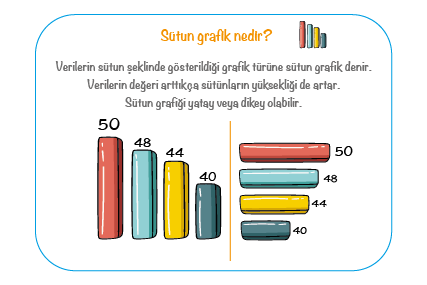 Sütun grafik nedir?
Verilerin sütun şeklinde gösterildiği grafik türüne sütun grafik denir.
Verilerin değeri arttıkça sütünların yüksekliği de artar.
Sütun grafiği yatay veya dikey olabilir.
50
48
44
40
50
48
44
40